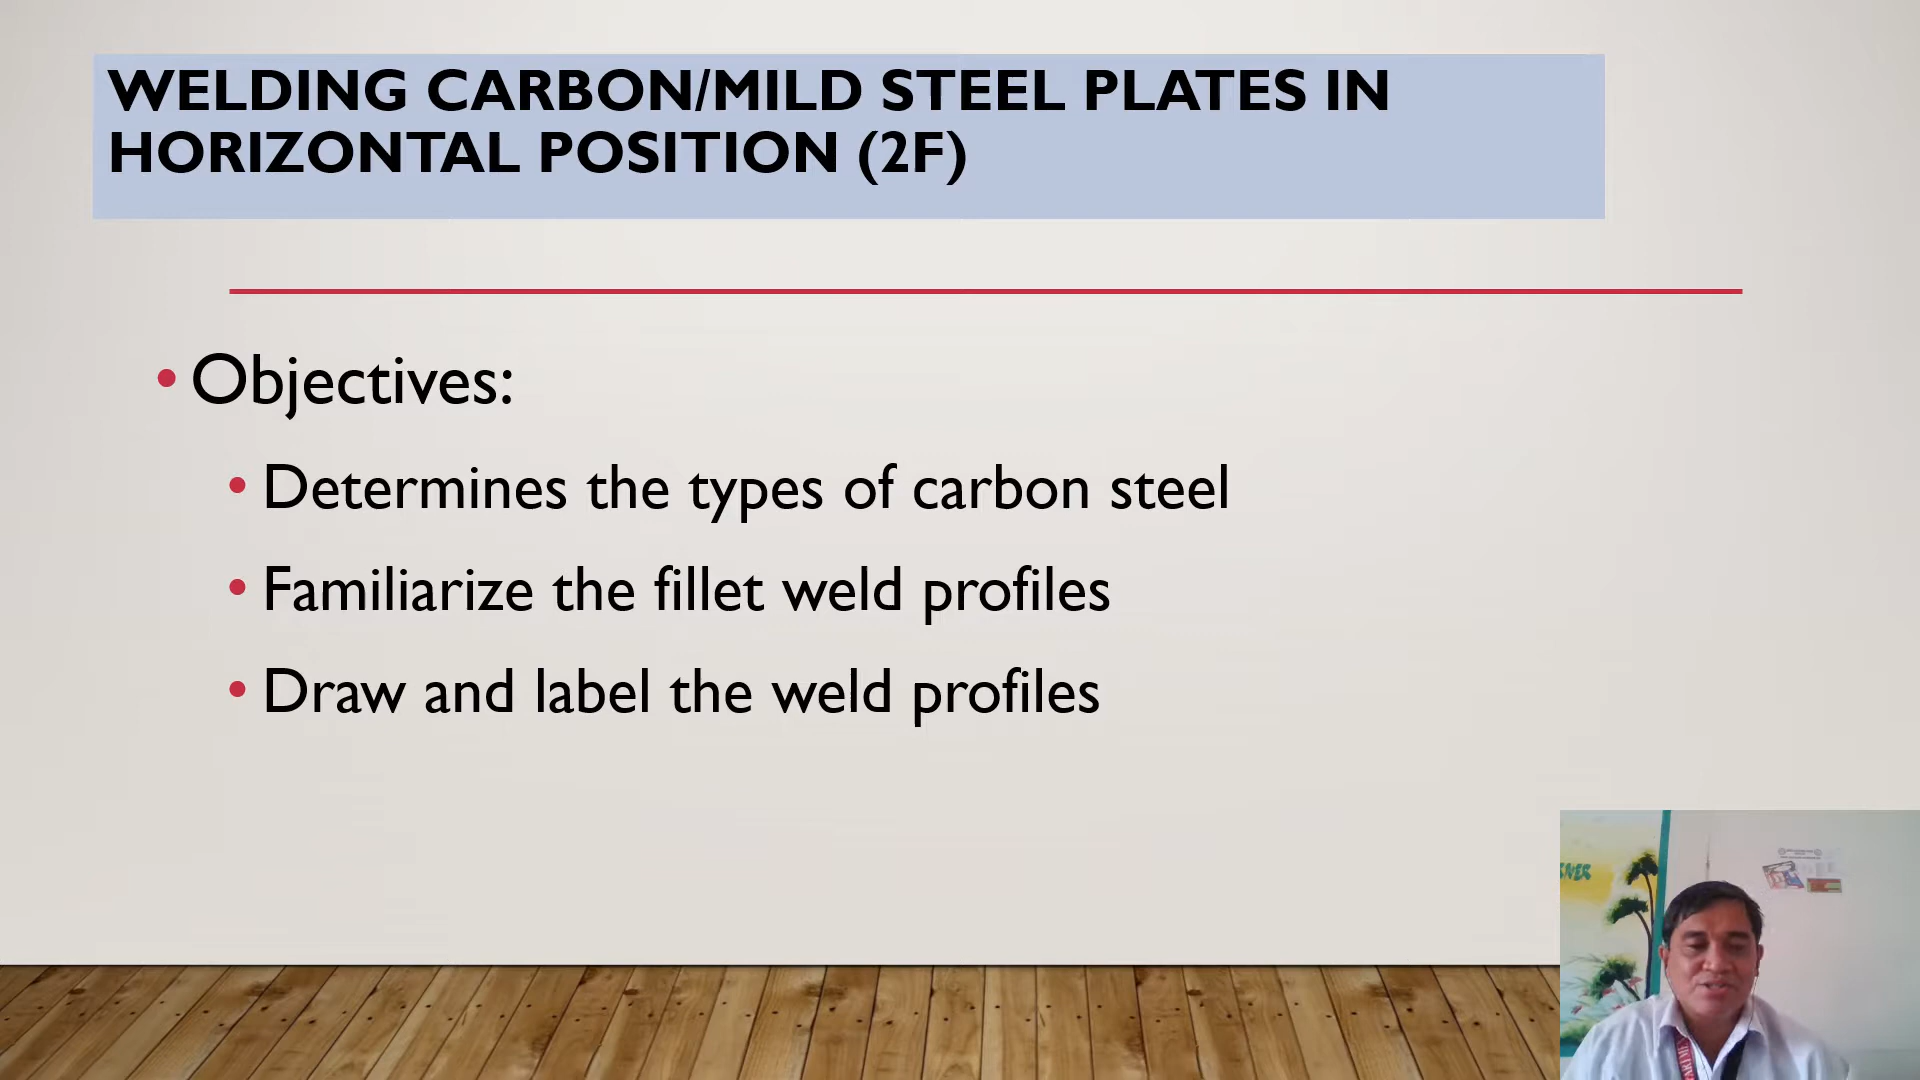 WELDING CARBON/MILD STEEL PLATES IN
HORIZONTAL POSITION (2F)
• Objectives:
• Determines the types of carbon steel
• Familiarize the fillet weld profiles
• Draw and label the weld profiles